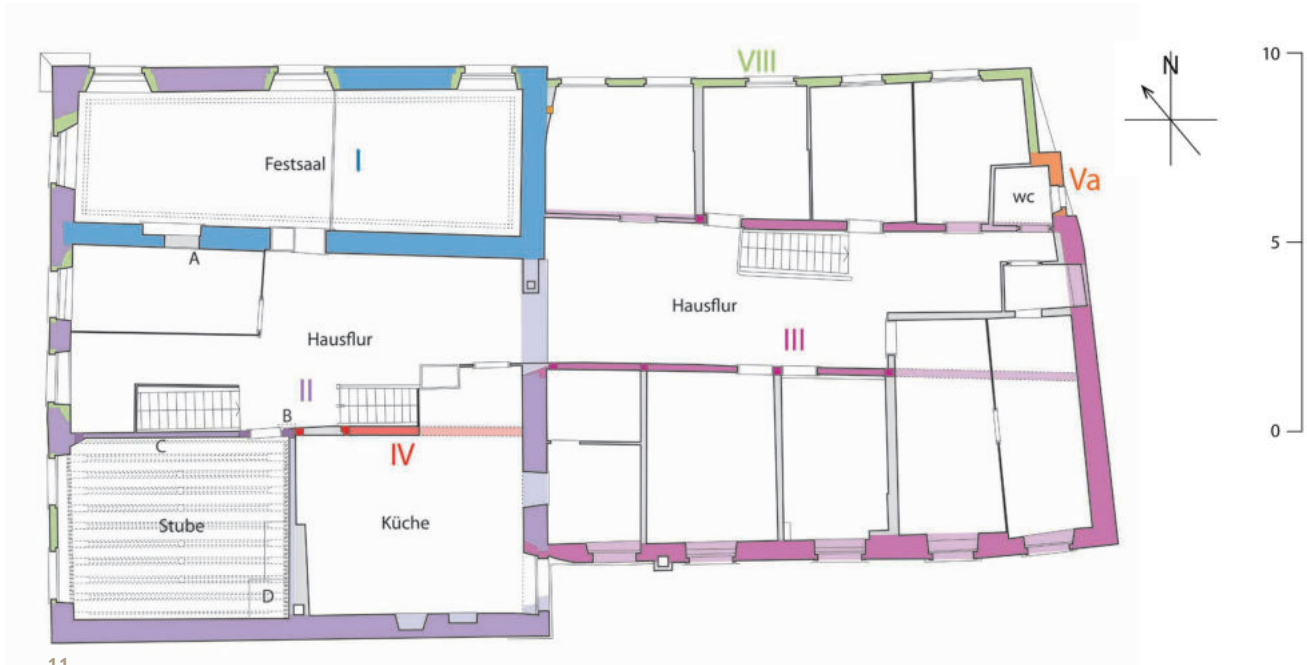 VIII
N
10
Festsaal
I
WC
Va
A
5
Hausflur
Hausflur
III
II
B
C
IV
0
Stube
Küche
D
11